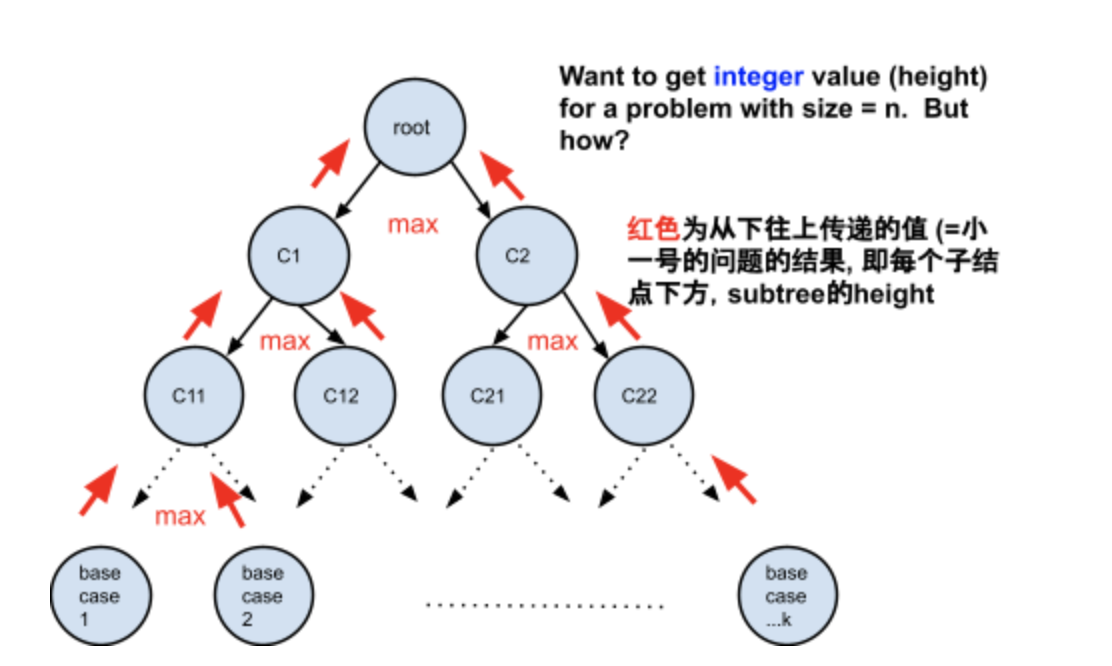 Want to get integer value (height)
for a problem with size = n. But
how?
root
max
红色为从下往上传递的值 (=小
一号的问题的结果, 即每个子结
点下方, subtree的height
C1
C2
max
max
C11
C12
C21
C22
max
base
case
1
base
case
2
base
case
...k